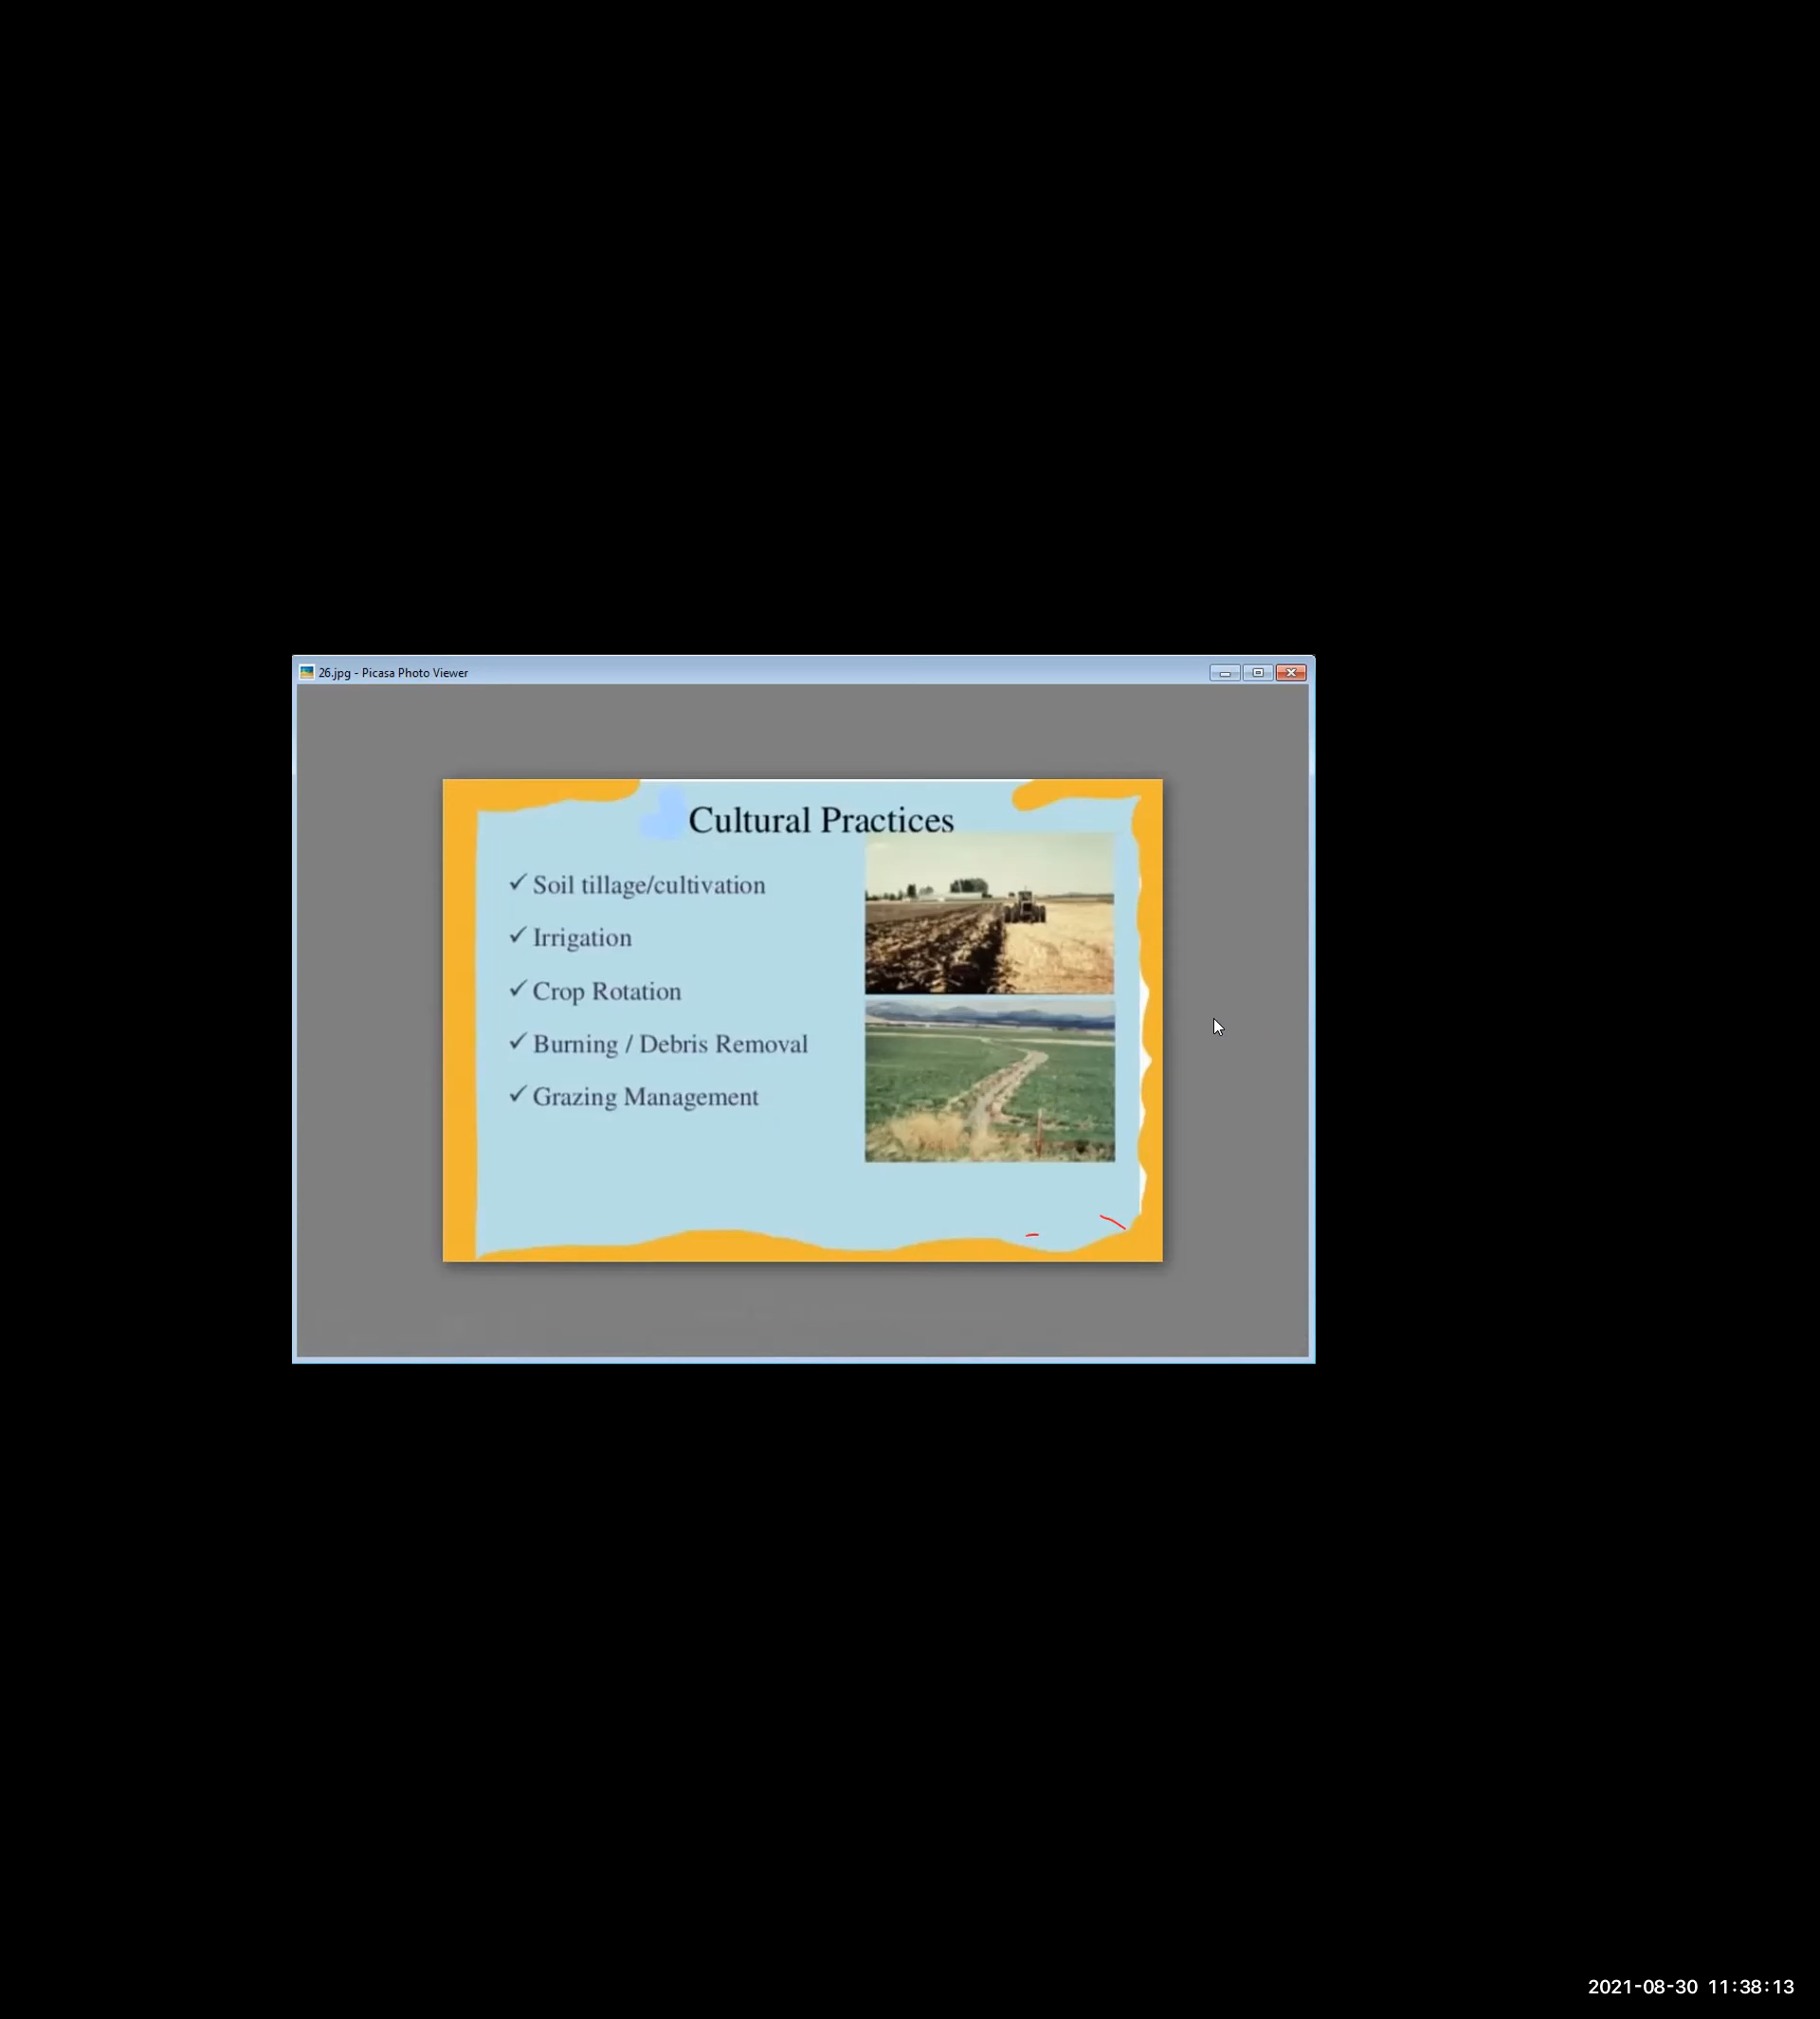 26.jpg - Picasa Photo Viewer
Cultural Practices
✓ Soil tillage/cultivation
✓ Irrigation
✓ Crop Rotation
✓ Burning / Debris Removal
✓ Grazing Management
2021-08-30 11:38:13